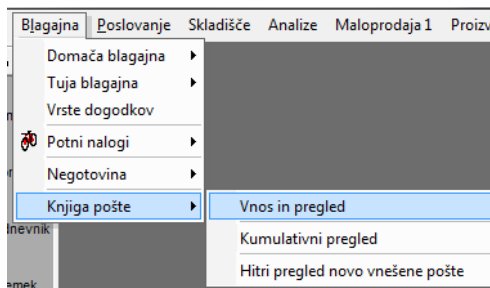 Blagajna Poslovanje Skladišče Analize Maloprodaja 1
Domača blagajna
Tuja blagajna
Vrste dogodkov
Potni nalogi
Negotovina
Knjiga pošte
Vnos in pregled
Kumulativni pregled
Hitri pregled novo vnešene pošte